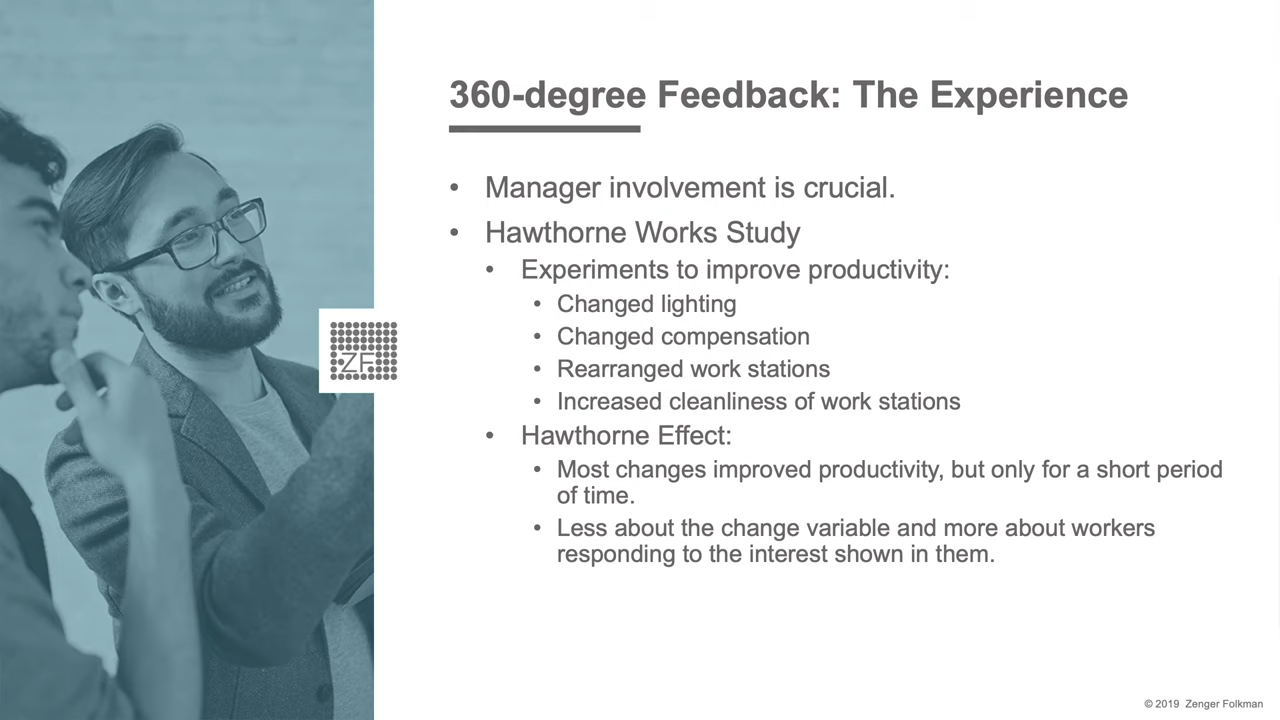 360-degree Feedback: The Experience
• Manager involvement is crucial.
• Hawthorne Works Study
• Experiments to improve productivity:
• Changed lighting
• Changed compensation
• Rearranged work stations
• Increased cleanliness of work stations
• Hawthorne Effect:
• Most changes improved productivity, but only for a short period
of time.
• Less about the change variable and more about workers
responding to the interest shown in them.
ZF
© 2019 Zenger Folkman